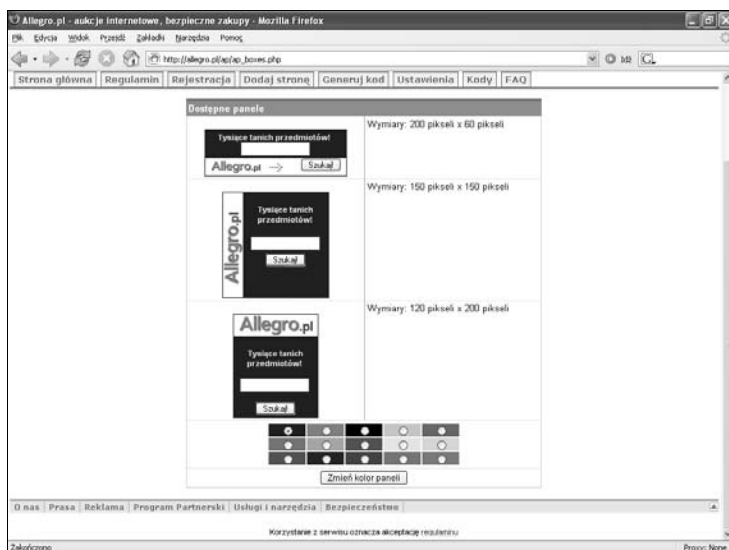 Allegro.pl - aukcje internetowe, bezpieczne zakupy - Mozilla Firefox
Plik Edycja Widok Przejdź Zakładki Narzędzia Pomoc
http://allegro.pl/ap/ap_boxes.php
Strona główna Regulamin Rejestracja Dodaj stronę Generuj kod Ustawienia Kody FAQ
Dostępne panele
Tysiące tanich przedmiotów!
Allegro.pl --> Szukaj!
Wymiary: 200 pikseli x 60 pikseli
Allegro.pl
Tysiące tanich
przedmiotów!
Szukaj!
Wymiary: 150 pikseli x 150 pikseli
Allegro.pl
Tysiące tanich
przedmiotów!
Szukaj!
Wymiary: 120 pikseli x 200 pikseli
Zmień kolor paneli
O nas Prasa Reklama Program Partnerski Usługi i narzędzia Bezpieczeństwo
Korzystanie z serwisu oznacza akceptację regulaminu
Zakończono
Proxy: None